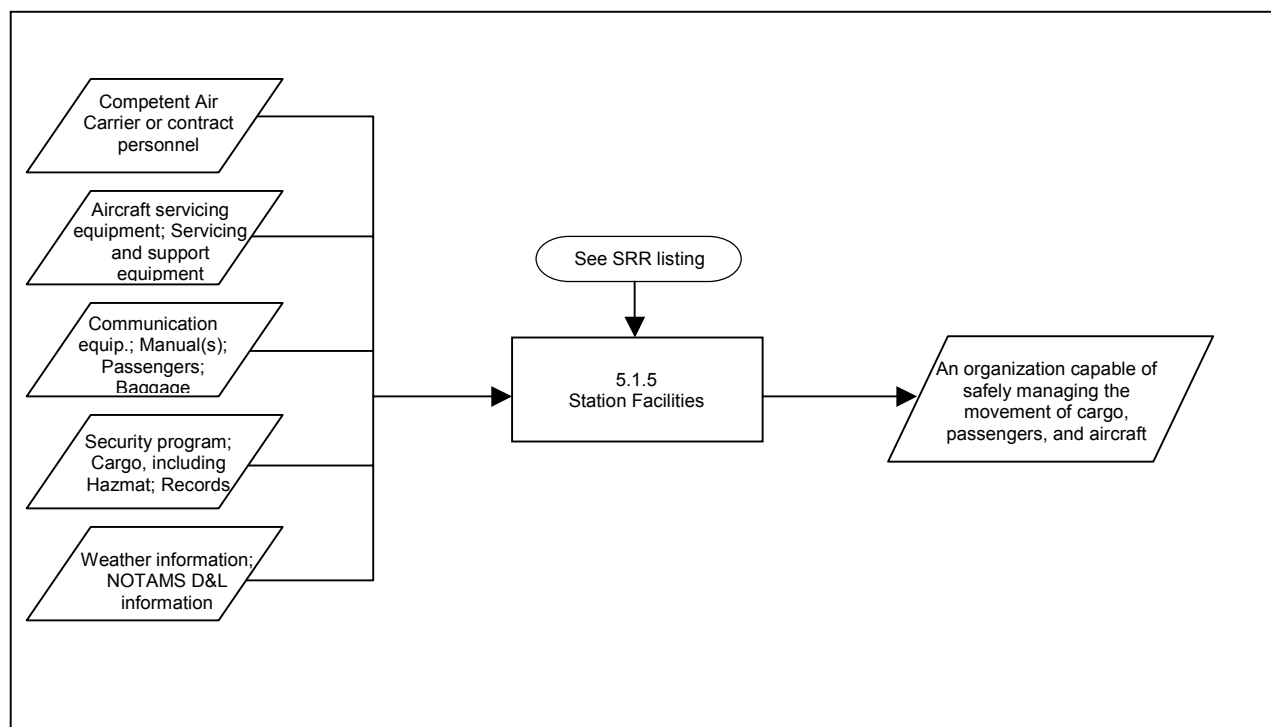 Competent Air
Carrier or contract
personnel
Aircraft servicing
equipment; Servicing
and support
equipment
Communication
equip.; Manual(s);
Passengers;
Baggage
Security program;
Cargo, including
Hazmat; Records
Weather information;
NOTAMS D&L
information
See SRR listing
5.1.5
Station Facilities
An organization capable of
safely managing the
movement of cargo,
passengers, and aircraft